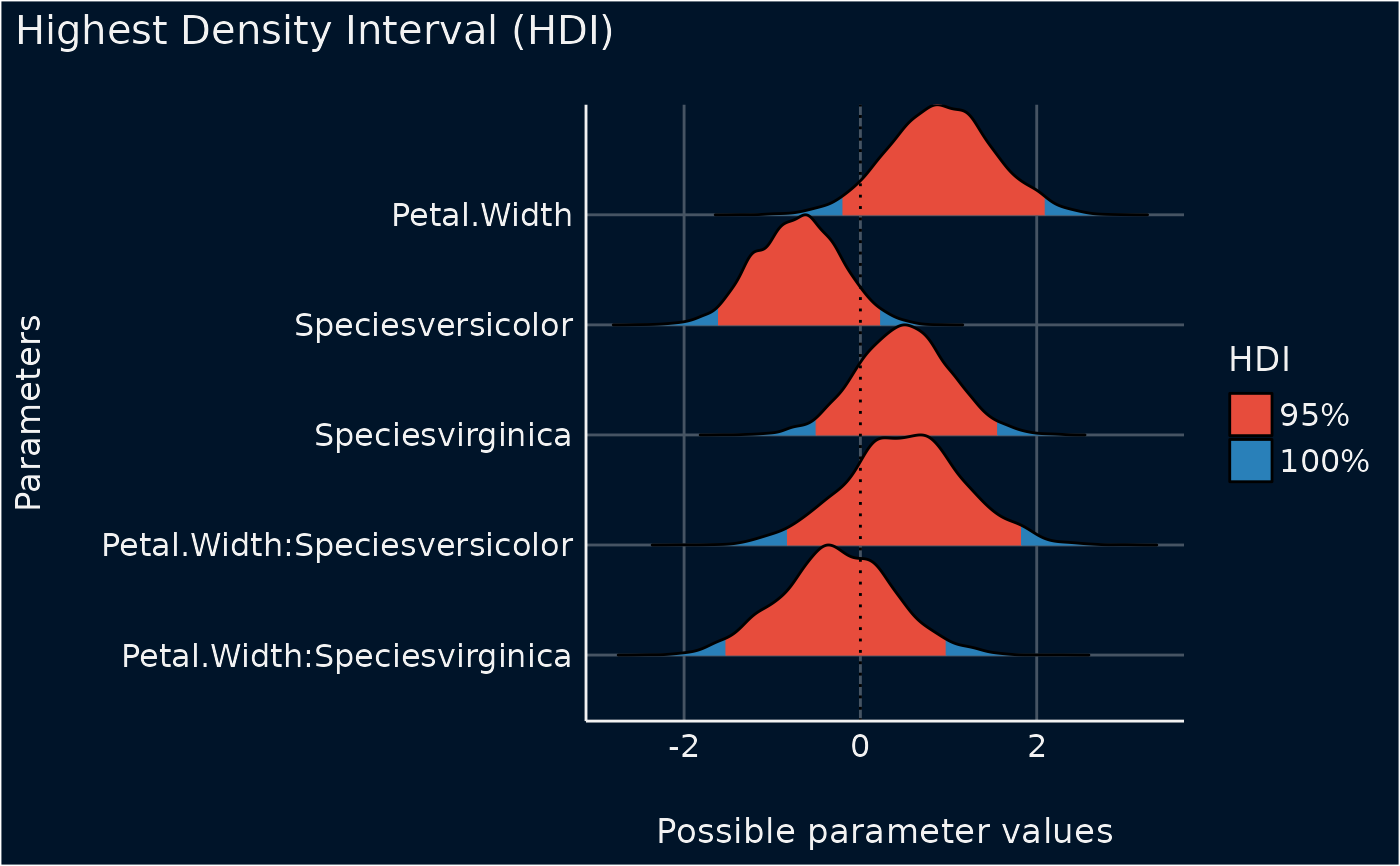 Highest Density Interval (HDI)
Petal.Width
Speciesversicolor
Speciesvirginica
Petal.Width:Speciesversicolor
Petal.Width:Speciesvirginica
Parameters
-2 0 2
Possible parameter values
HDI
95%
100%